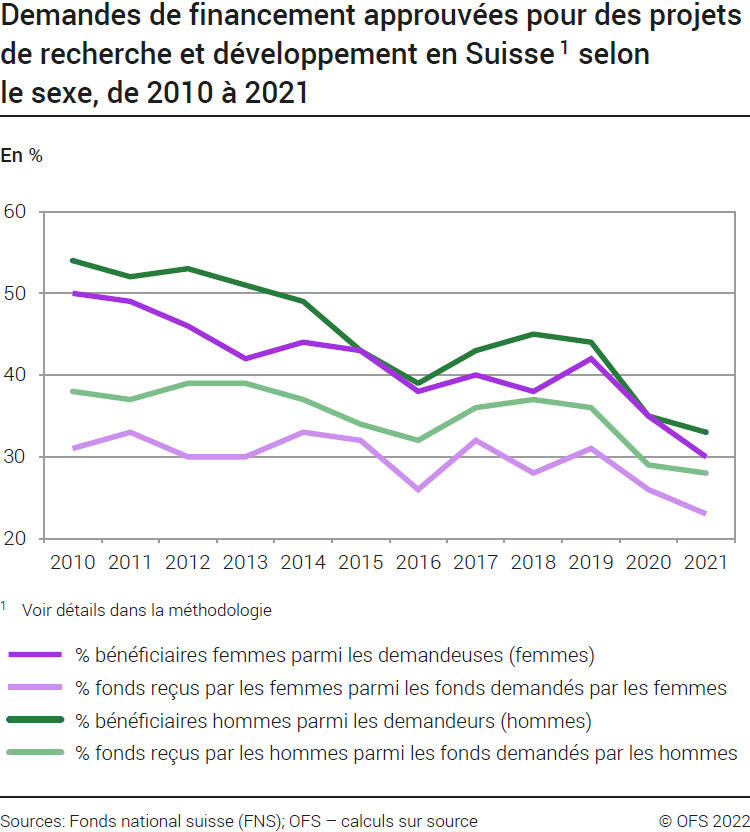 Demandes de financement approuvées pour des projets
de recherche et développement en Suisse ¹ selon
le sexe, de 2010 à 2021
En %
60
50
40
30
20
2010 2011 2012 2013 2014 2015 2016 2017 2018 2019 2020 2021
¹ Voir détails dans la méthodologie
% bénéficiaires femmes parmi les demandeuses (femmes)
% fonds reçus par les femmes parmi les fonds demandés par les femmes
% bénéficiaires hommes parmi les demandeurs (hommes)
% fonds reçus par les hommes parmi les fonds demandés par les hommes
Sources: Fonds national suisse (FNS); OFS – calculs sur source © OFS 2022